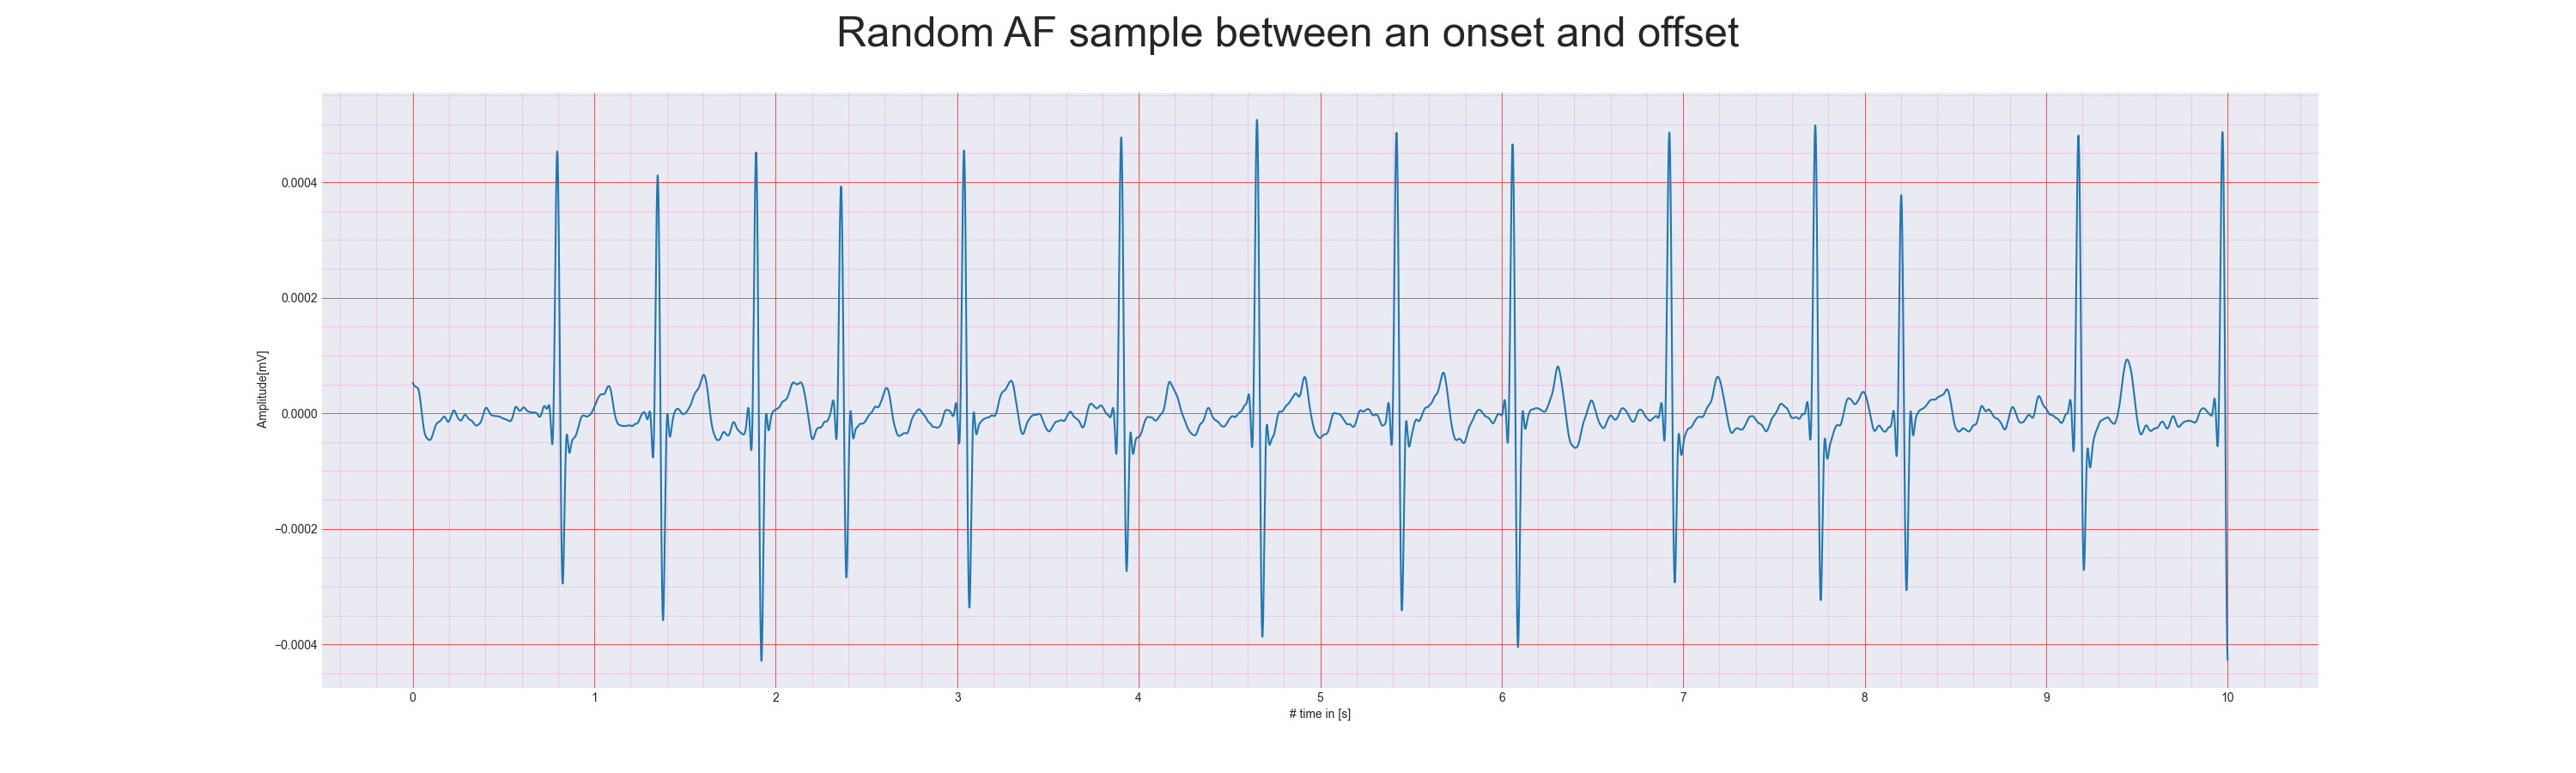 Random AF sample between an onset and offset
Amplitude[mV]
0.0004
0.0002
0.0000
−0.0002
−0.0004
0 1 2 3 4 5 6 7 8 9 10
# time in [s]